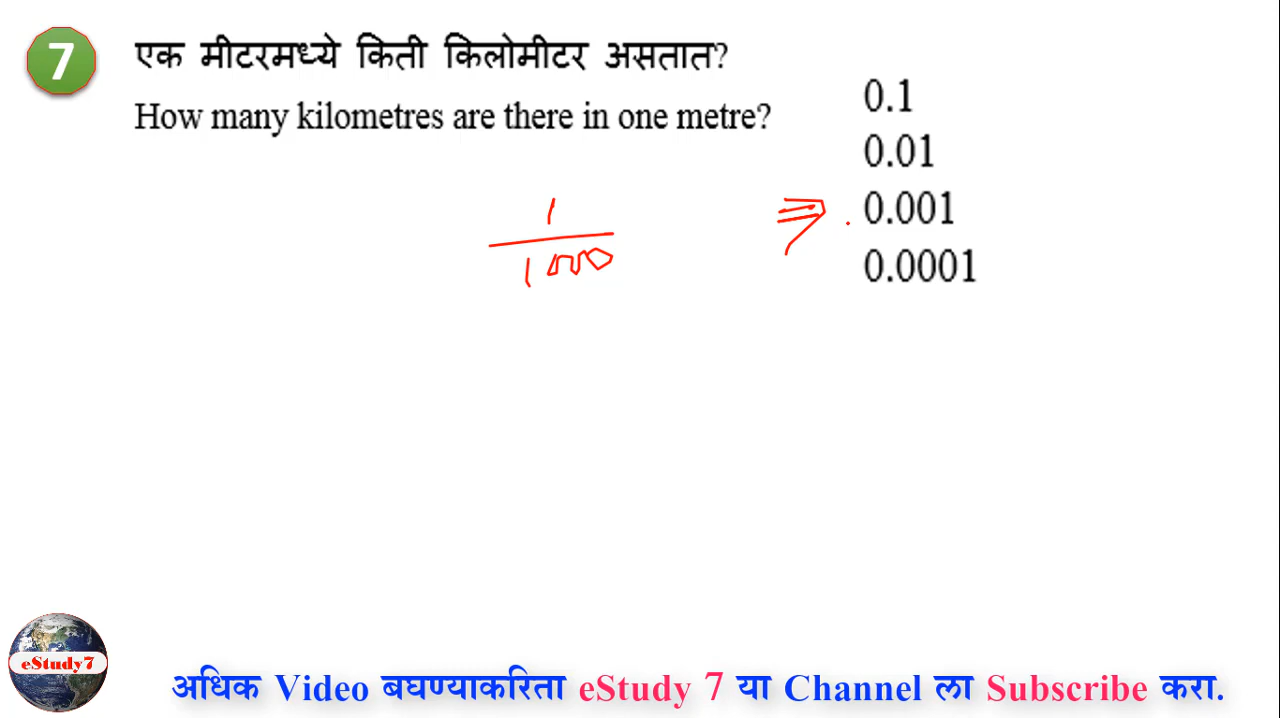 7
एक मीटरमध्ये किती किलोमीटर असतात?
How many kilometres are there in one metre?
0.1
0.01
0.001
0.0001
1
1000
eStudy7
अधिक Video बघण्याकरिता eStudy 7 या Channel ला Subscribe करा.